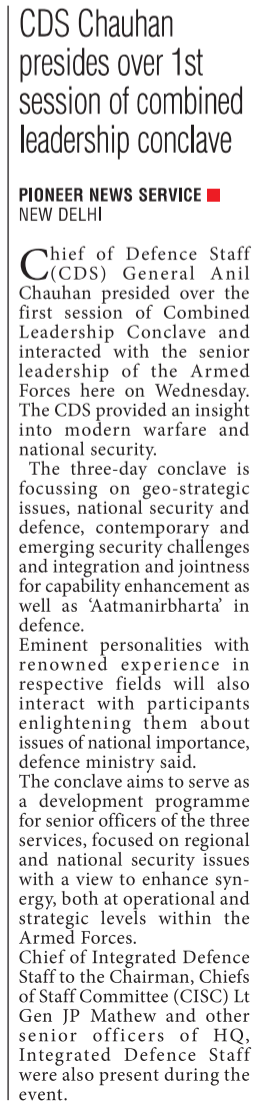 CDS Chauhan
presides over 1st
session of combined
leadership conclave
PIONEER NEWS SERVICE
NEW DELHI
Chief of Defence Staff
(CDS) General Anil
Chauhan presided over the
first session of Combined
Leadership Conclave and
interacted with the senior
leadership of the Armed
Forces here on Wednesday.
The CDS provided an insight
into modern warfare and
national security.
The three-day conclave is
focussing on geo-strategic
issues, national security and
defence, contemporary and
emerging security challenges
and integration and jointness
for capability enhancement as
well as ‘Aatmanirbharta’ in
defence.
Eminent personalities with
renowned experience in
respective fields will also
interact with participants
enlightening them about
issues of national importance,
defence ministry said.
The conclave aims to serve as
a development programme
for senior officers of the three
services, focused on regional
and national security issues
with a view to enhance syn-
ergy, both at operational and
strategic levels within the
Armed Forces.
Chief of Integrated Defence
Staff to the Chairman, Chiefs
of Staff Committee (CISC) Lt
Gen JP Mathew and other
senior officers of HQ,
Integrated Defence Staff
were also present during the
event.